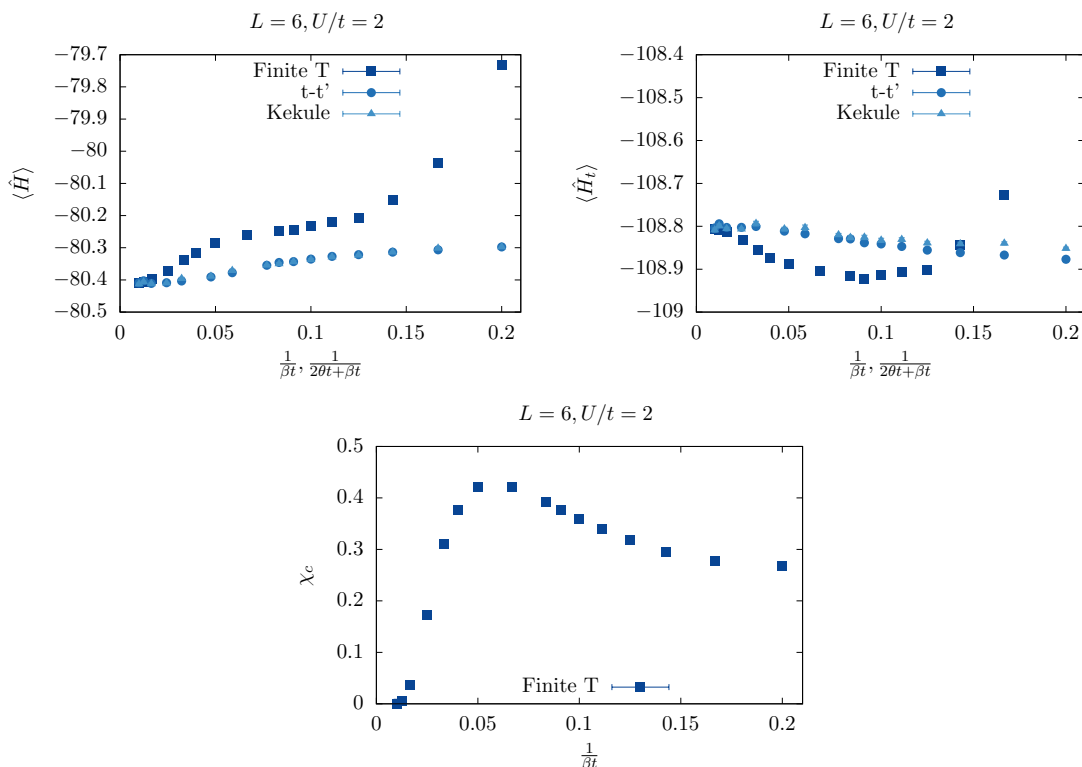 L = 6, U/t = 2
⟨Ĥ⟩
−79.7
−79.8
−79.9
−80
−80.1
−80.2
−80.3
−80.4
−80.5
Finite T
t-t’
Kekule
0 0.05 0.1 0.15 0.2
1/βt, 1/(2θt+βt)
L = 6, U/t = 2
⟨Ĥ_t⟩
−108.4
−108.5
−108.6
−108.7
−108.8
−108.9
−109
Finite T
t-t’
Kekule
0 0.05 0.1 0.15 0.2
1/βt, 1/(2θt+βt)
L = 6, U/t = 2
χ_c
0.5
0.4
0.3
0.2
0.1
0
Finite T
0 0.05 0.1 0.15 0.2
1/βt